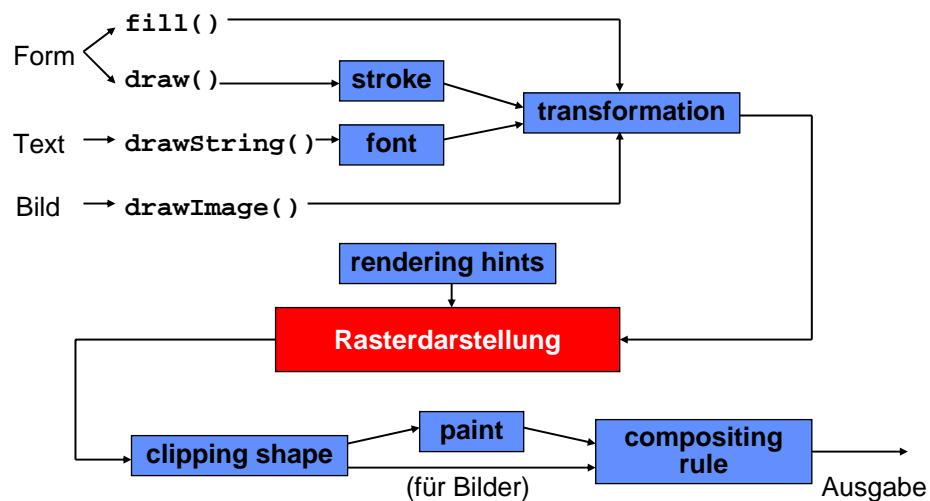 Form
fill()
draw()
stroke
transformation
Text
drawString()
font
Bild
drawImage()
rendering hints
Rasterdarstellung
clipping shape
paint
compositing
rule
(für Bilder)
Ausgabe